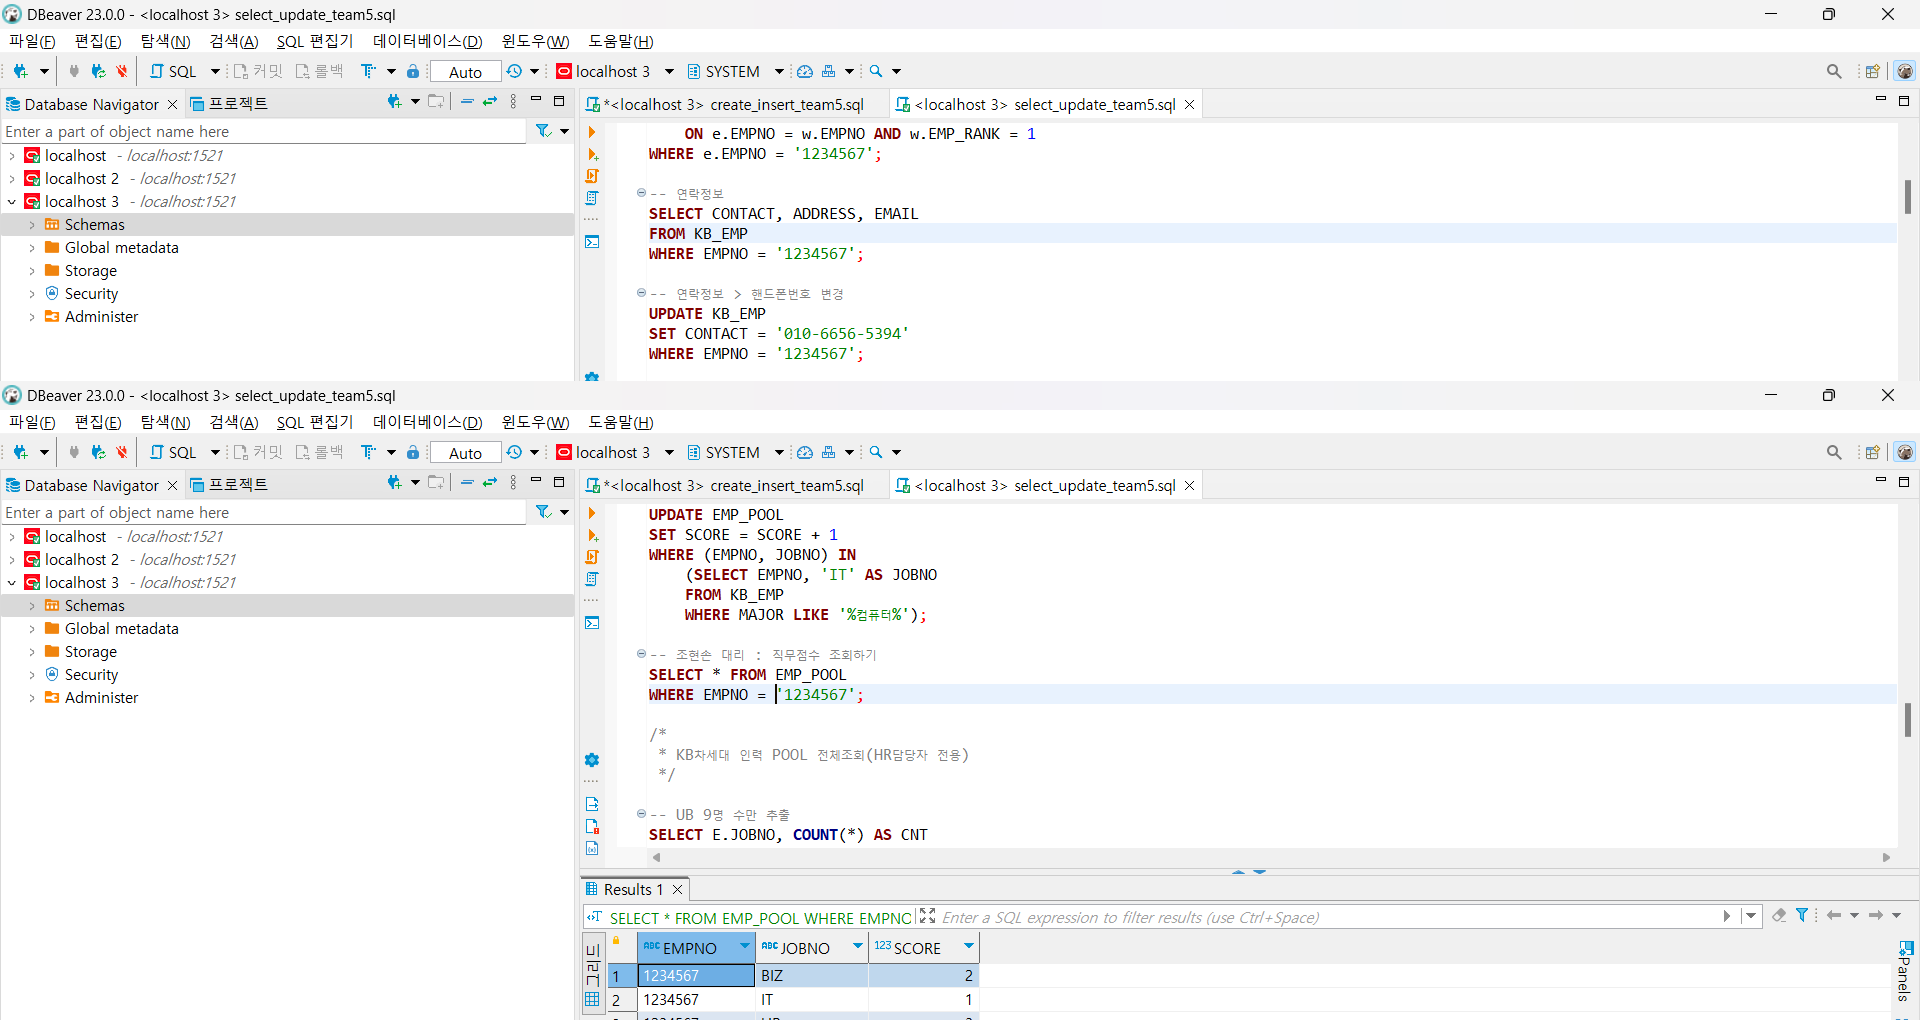 DBeaver 23.0.0 - <localhost 3> select_update_team5.sql
파일(F) 편집(E) 탐색(N) 검색(A) SQL 편집기 데이터베이스(D) 윈도우(W) 도움말(H)
SQL 커밋 롤백 Auto localhost 3 SYSTEM
Database Navigator 프로젝트
Enter a part of object name here
localhost - localhost:1521
localhost 2 - localhost:1521
localhost 3 - localhost:1521
Schemas
Global metadata
Storage
Security
Administer
*<localhost 3> create_insert_team5.sql <localhost 3> select_update_team5.sql
ON e.EMPNO = w.EMPNO AND w.EMP_RANK = 1
WHERE e.EMPNO = '1234567';
-- 연락정보
SELECT CONTACT, ADDRESS, EMAIL
FROM KB_EMP
WHERE EMPNO = '1234567';
-- 연락정보 > 핸드폰번호 변경
UPDATE KB_EMP
SET CONTACT = '010-6656-5394'
WHERE EMPNO = '1234567';
DBeaver 23.0.0 - <localhost 3> select_update_team5.sql
파일(F) 편집(E) 탐색(N) 검색(A) SQL 편집기 데이터베이스(D) 윈도우(W) 도움말(H)
SQL 커밋 롤백 Auto localhost 3 SYSTEM
Database Navigator 프로젝트
Enter a part of object name here
localhost - localhost:1521
localhost 2 - localhost:1521
localhost 3 - localhost:1521
Schemas
Global metadata
Storage
Security
Administer
*<localhost 3> create_insert_team5.sql <localhost 3> select_update_team5.sql
UPDATE EMP_POOL
SET SCORE = SCORE + 1
WHERE (EMPNO, JOBNO) IN
(SELECT EMPNO, 'IT' AS JOBNO
FROM KB_EMP
WHERE MAJOR LIKE '%컴퓨터%');
-- 조현손 대리 : 직무점수 조회하기
SELECT * FROM EMP_POOL
WHERE EMPNO = '1234567';
/*
* KB차세대 인력 POOL 전체조회(HR담당자 전용)
*/
-- UB 9명 수만 추출
SELECT E.JOBNO, COUNT(*) AS CNT
Results 1
SELECT * FROM EMP_POOL WHERE EMPNO Enter a SQL expression to filter results (use Ctrl+Space)
EMPNO JOBNO SCORE
1 1234567 BIZ 2
2 1234567 IT 1
Panels